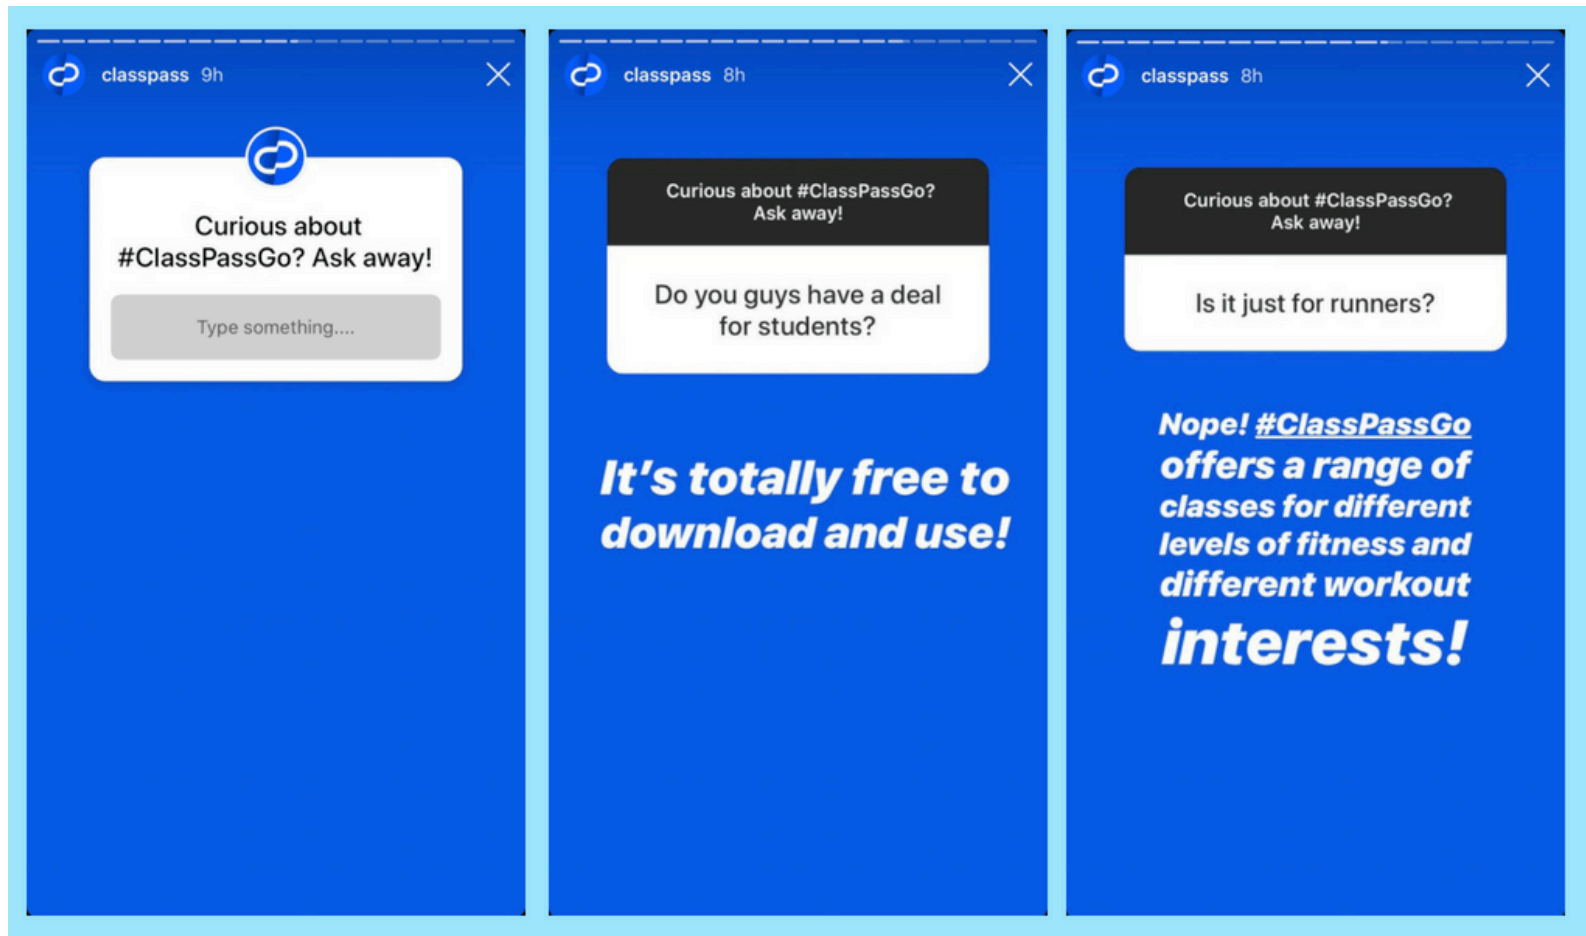 classpass 9h
Curious about
#ClassPassGo? Ask away!
Type something....
classpass 8h
Curious about #ClassPassGo?
Ask away!
Do you guys have a deal
for students?
It's totally free to
download and use!
classpass 8h
Curious about #ClassPassGo?
Ask away!
Is it just for runners?
Nope! #ClassPassGo
offers a range of
classes for different
levels of fitness and
different workout
interests!